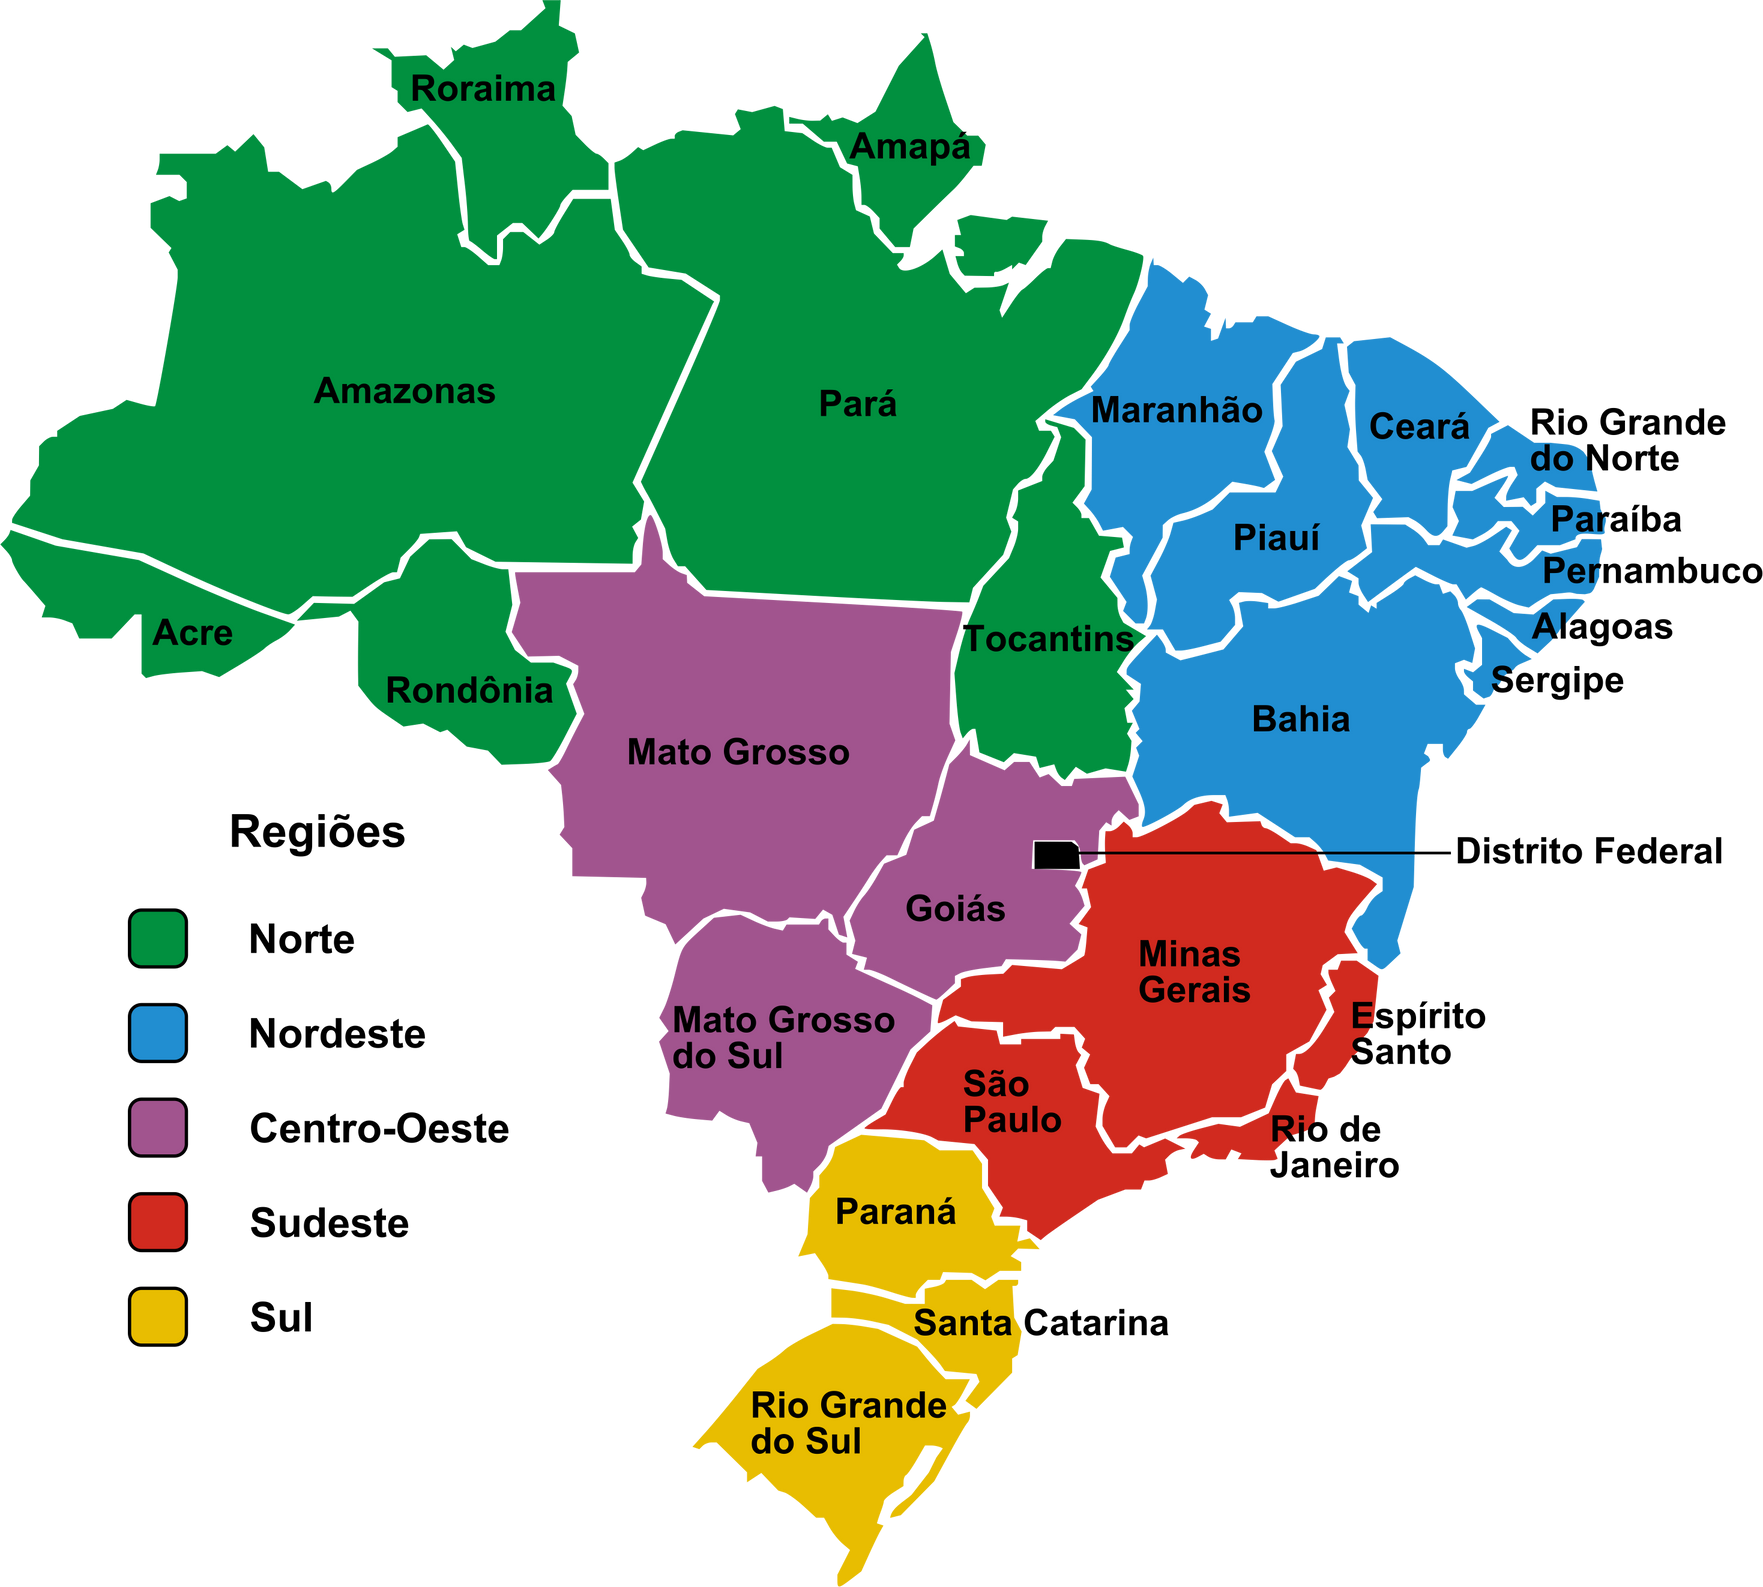 Roraima
Amapá
Amazonas
Pará
Maranhão
Ceará
Rio Grande
do Norte
Piauí
Paraíba
Pernambuco
Acre
Tocantins
Alagoas
Rondônia
Sergipe
Bahia
Mato Grosso
Regiões
Distrito Federal
Goiás
Norte
Minas
Gerais
Nordeste
Mato Grosso
do Sul
Espírito
Santo
São
Paulo
Centro-Oeste
Rio de
Janeiro
Sudeste
Paraná
Sul
Santa Catarina
Rio Grande
do Sul